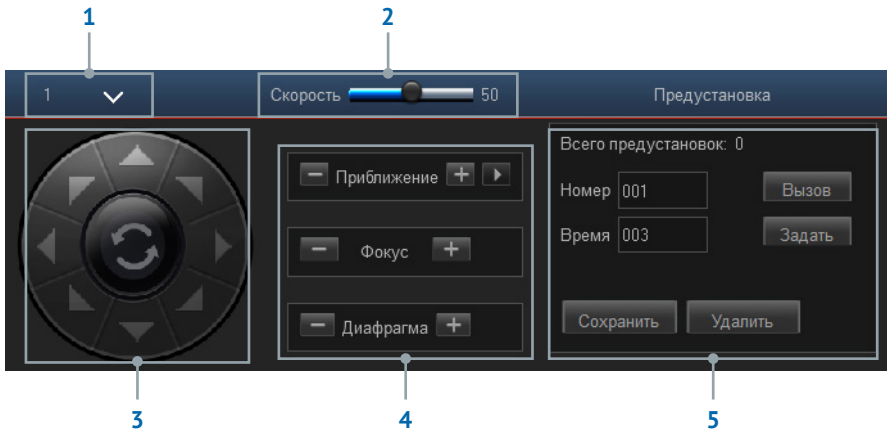 1 2
1 Скорость 50 Предустановка
Всего предустановок: 0
Приближение
Номер 001 Вызов
Время 003 Задать
Фокус
Диафрагма
Сохранить Удалить
3 4 5